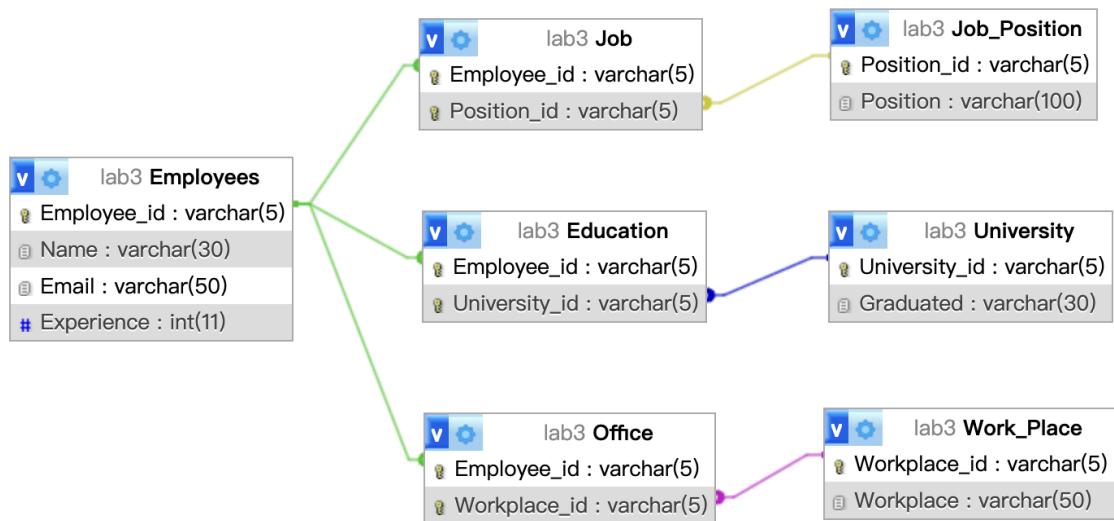 v lab3 Employees
Employee_id : varchar(5)
Name : varchar(30)
Email : varchar(50)
# Experience : int(11)
v lab3 Job
Employee_id : varchar(5)
Position_id : varchar(5)
v lab3 Job_Position
Position_id : varchar(5)
Position : varchar(100)
v lab3 Education
Employee_id : varchar(5)
University_id : varchar(5)
v lab3 University
University_id : varchar(5)
Graduated : varchar(30)
v lab3 Office
Employee_id : varchar(5)
Workplace_id : varchar(5)
v lab3 Work_Place
Workplace_id : varchar(5)
Workplace : varchar(50)